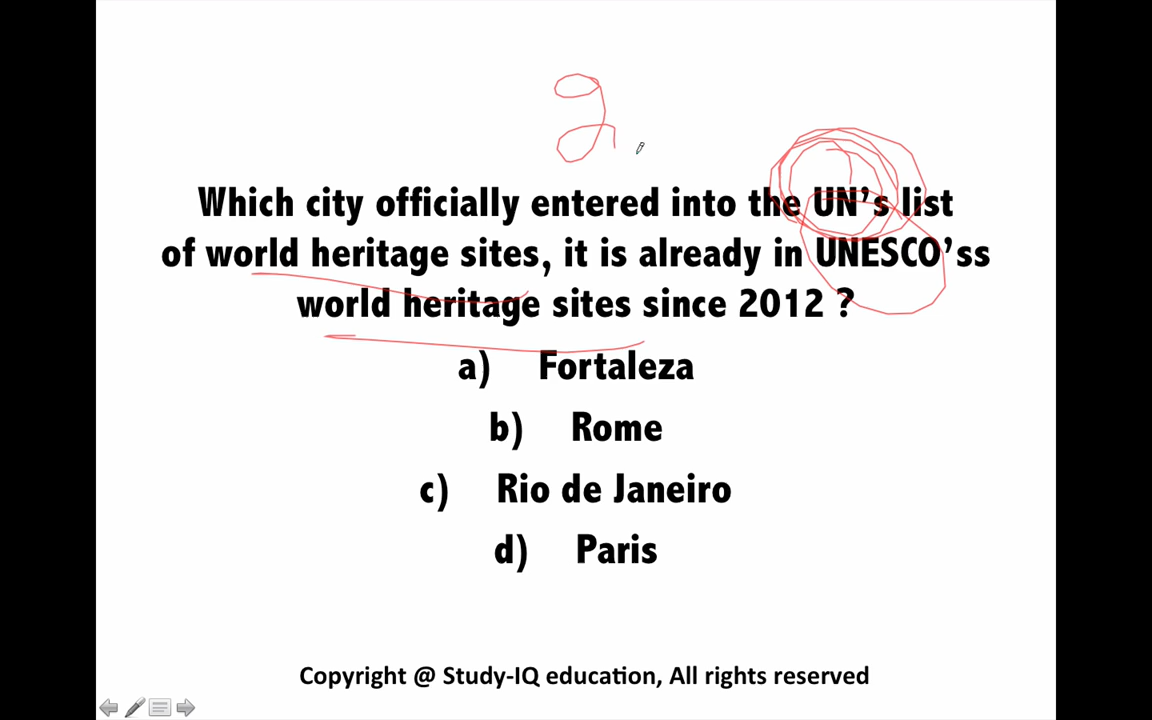 2.
Which city officially entered into the UN's list
of world heritage sites, it is already in UNESCO'ss
world heritage sites since 2012 ?
a) Fortaleza
b) Rome
c) Rio de Janeiro
d) Paris
Copyright @ Study-IQ education, All rights reserved